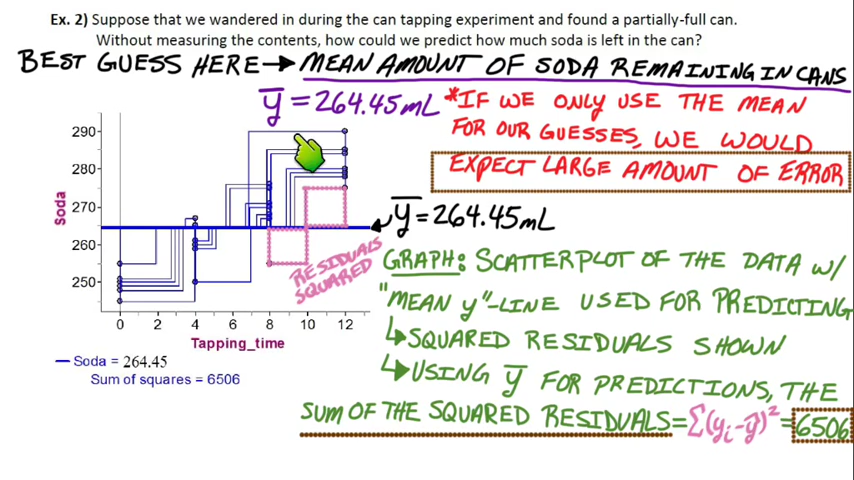 Ex. 2) Suppose that we wandered in during the can tapping experiment and found a partially-full can.
Without measuring the contents, how could we predict how much soda is left in the can?
BEST GUESS HERE → MEAN AMOUNT OF SODA REMAINING IN CANS
y̅ = 264.45mL
*IF WE ONLY USE THE MEAN
FOR OUR GUESSES, WE WOULD
EXPECT LARGE AMOUNT OF ERROR
290
280
270
260
250
Soda
0 2 4 6 8 10 12
Tapping_time
y̅ = 264.45mL
RESIDUALS
SQUARED
Soda = 264.45
Sum of squares = 6506
GRAPH: SCATTERPLOT OF THE DATA w/
"MEAN y"-LINE USED FOR PREDICTING
↳ SQUARED RESIDUALS SHOWN
↳ USING y̅ FOR PREDICTIONS, THE
SUM OF THE SQUARED RESIDUALS = Σ(yᵢ-y̅)² = 6506